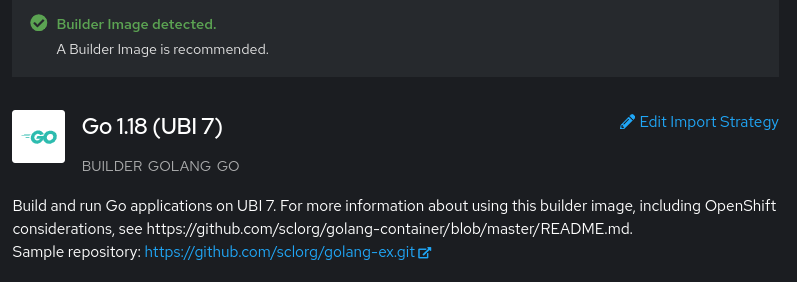 Builder Image detected.
A Builder Image is recommended.
GO
Go 1.18 (UBI 7)
Edit Import Strategy
BUILDER GOLANG GO
Build and run Go applications on UBI 7. For more information about using this builder image, including OpenShift
considerations, see https://github.com/sclorg/golang-container/blob/master/README.md.
Sample repository: https://github.com/sclorg/golang-ex.git